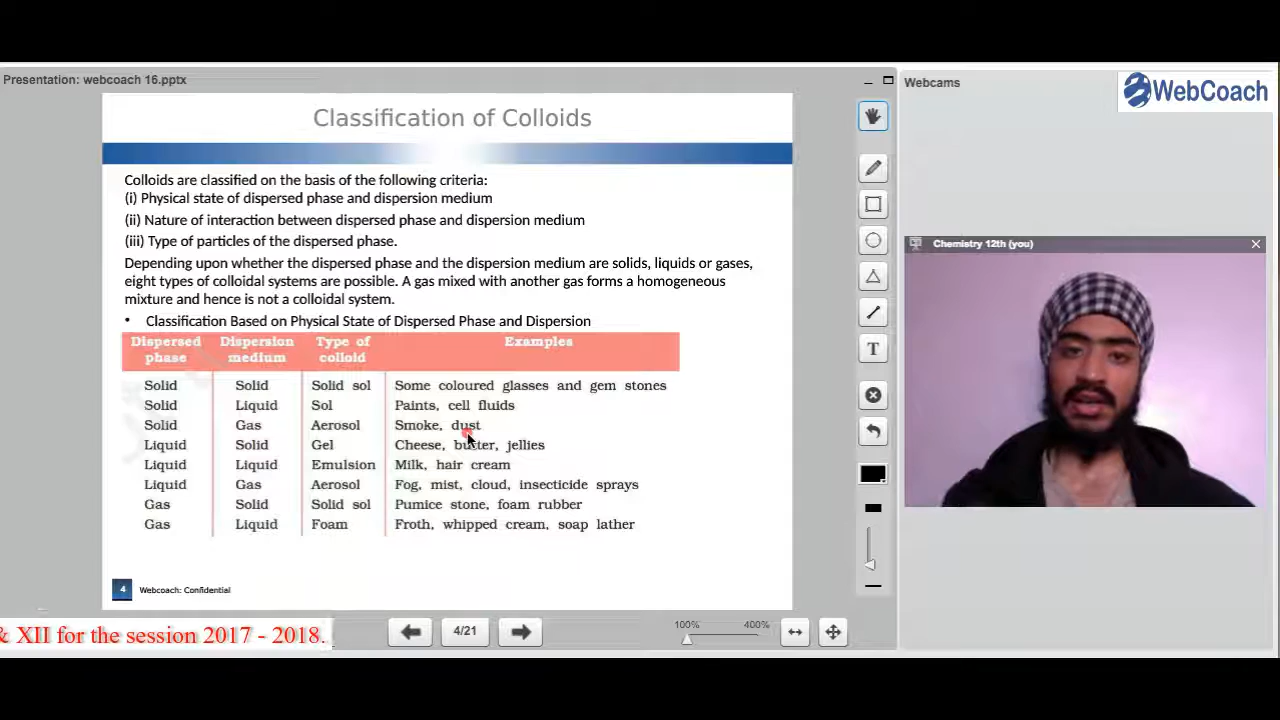 Presentation: webcoach 16.pptx
Webcams
WebCoach
Classification of Colloids
Colloids are classified on the basis of the following criteria:
(i) Physical state of dispersed phase and dispersion medium
(ii) Nature of interaction between dispersed phase and dispersion medium
(iii) Type of particles of the dispersed phase.
Depending upon whether the dispersed phase and the dispersion medium are solids, liquids or gases,
eight types of colloidal systems are possible. A gas mixed with another gas forms a homogeneous
mixture and hence is not a colloidal system.
• Classification Based on Physical State of Dispersed Phase and Dispersion
Dispersed phase Dispersion medium Type of colloid Examples
Solid Solid Solid sol Some coloured glasses and gem stones
Solid Liquid Sol Paints, cell fluids
Solid Gas Aerosol Smoke, dust
Liquid Solid Gel Cheese, butter, jellies
Liquid Liquid Emulsion Milk, hair cream
Liquid Gas Aerosol Fog, mist, cloud, insecticide sprays
Gas Solid Solid sol Pumice stone, foam rubber
Gas Liquid Foam Froth, whipped cream, soap lather
4 Webcoach: Confidential
T
Chemistry 12th (you)
& XII for the session 2017 - 2018.
4/21
100% 400%